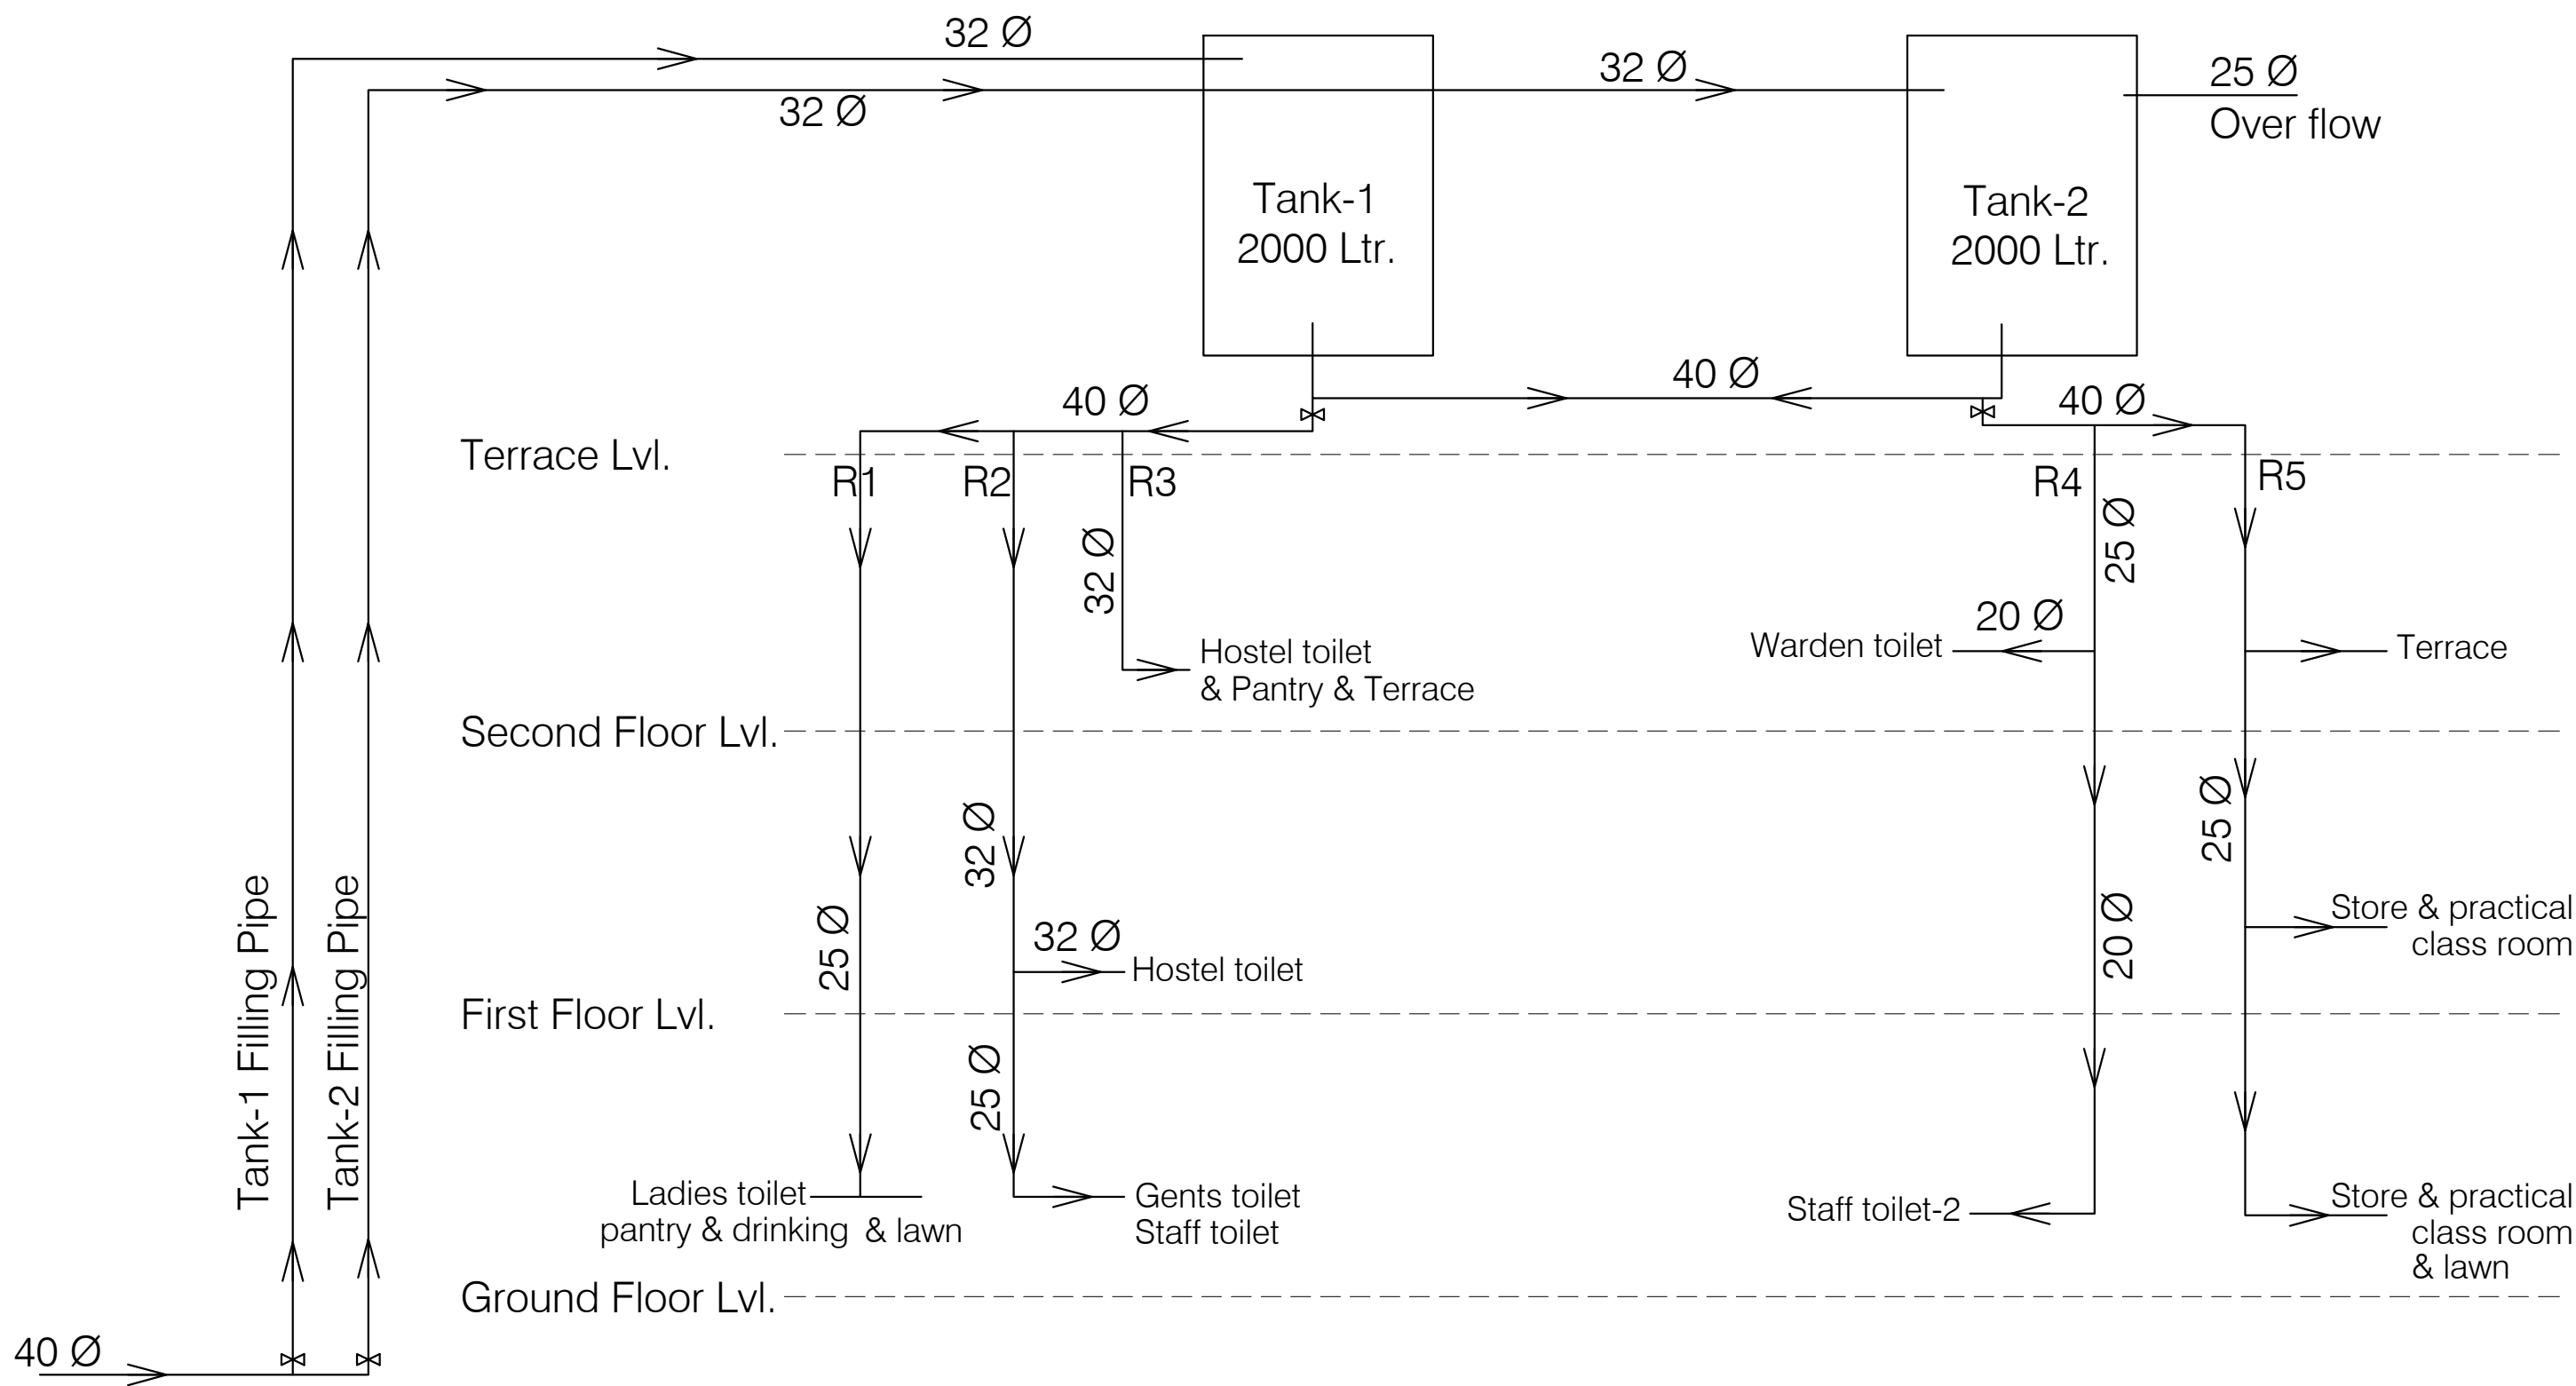 32 Ø
32 Ø
32 Ø
25 Ø
Over flow
Tank-1
2000 Ltr.
Tank-2
2000 Ltr.
40 Ø
40 Ø
40 Ø
Terrace Lvl.
R1
R2
R3
R4
R5
32 Ø
25 Ø
20 Ø
Hostel toilet
& Pantry & Terrace
Warden toilet
Terrace
Second Floor Lvl.
32 Ø
25 Ø
Tank-1 Filling Pipe
Tank-2 Filling Pipe
25 Ø
32 Ø
Hostel toilet
20 Ø
Store & practical
class room
First Floor Lvl.
25 Ø
Ladies toilet
pantry & drinking & lawn
Gents toilet
Staff toilet
Staff toilet-2
Store & practical
class room
& lawn
Ground Floor Lvl.
40 Ø